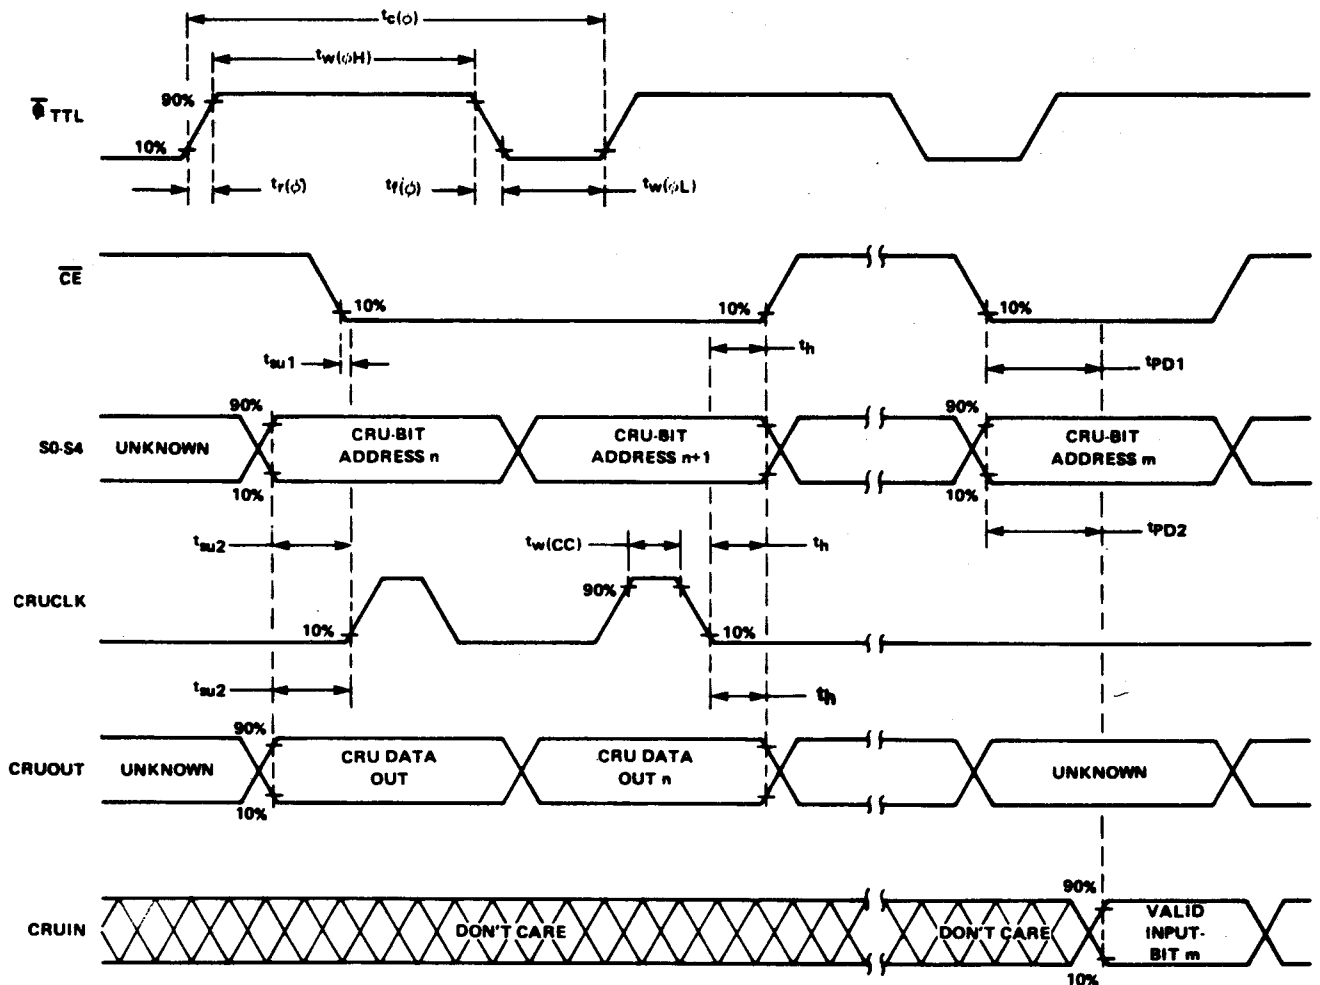 tc(ϕ)
tw(ϕH)
90%
Φ̅ TTL
10%
tr(ϕ)
tf(ϕ)
tw(ϕL)
C̅E̅
10%
10%
10%
tsu1
th
tPD1
90%
90%
S0-S4
UNKNOWN
CRU-BIT
ADDRESS n
CRU-BIT
ADDRESS n+1
CRU-BIT
ADDRESS m
10%
10%
tsu2
tw(CC)
th
tPD2
90%
CRUCLK
10%
10%
tsu2
th
90%
CRUOUT
UNKNOWN
CRU DATA
OUT
CRU DATA
OUT n
UNKNOWN
10%
90%
CRUIN
DON'T CARE
DON'T CARE
VALID
INPUT-
BIT m
10%